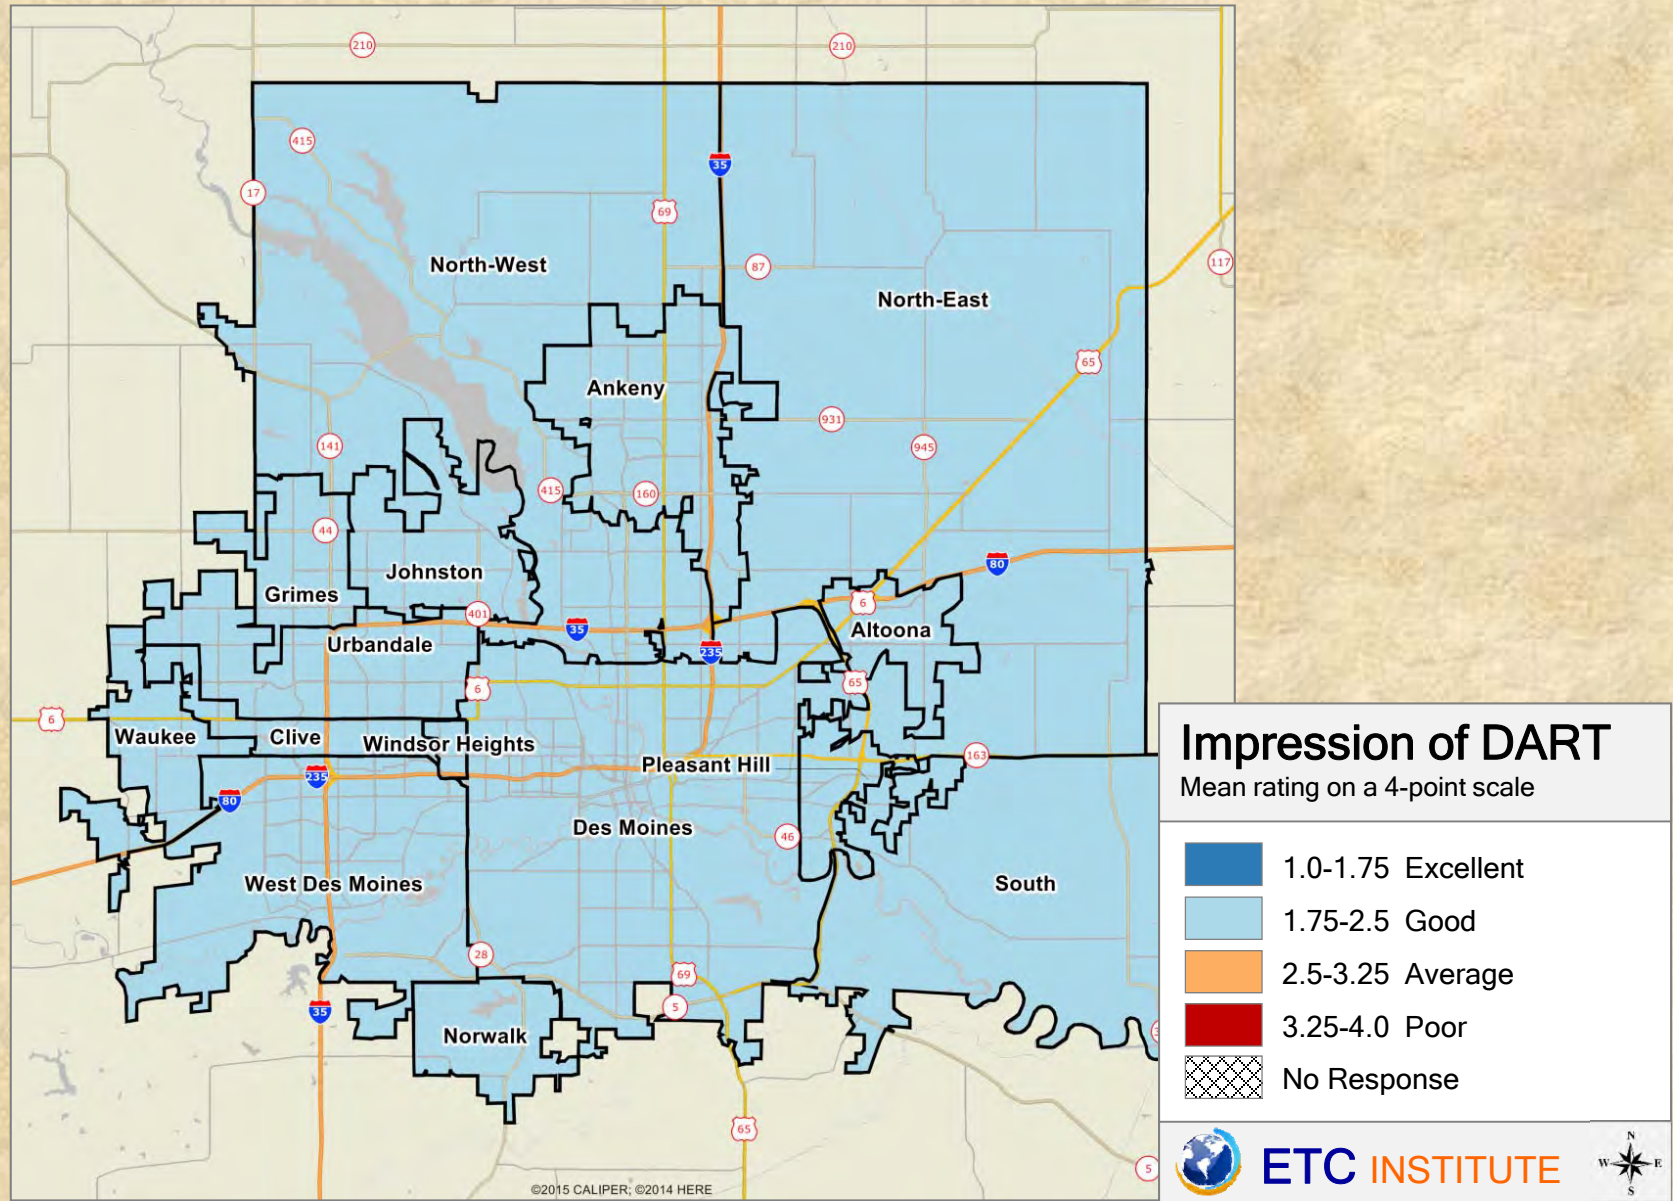 210
210
415
35
17
69
North-West
87
117
North-East
65
Ankeny
931
141
945
415
160
44
80
Johnston
Grimes
6
401
35
Altoona
Urbandale
235
65
6
6
Waukee
Clive
Windsor Heights
163
Pleasant Hill
235
80
Des Moines
46
West Des Moines
South
28
69
5
35
Norwalk
65
5
©2015 CALIPER; ©2014 HERE
Impression of DART
Mean rating on a 4-point scale
1.0-1.75 Excellent
1.75-2.5 Good
2.5-3.25 Average
3.25-4.0 Poor
No Response
ETC INSTITUTE
N
W E
S